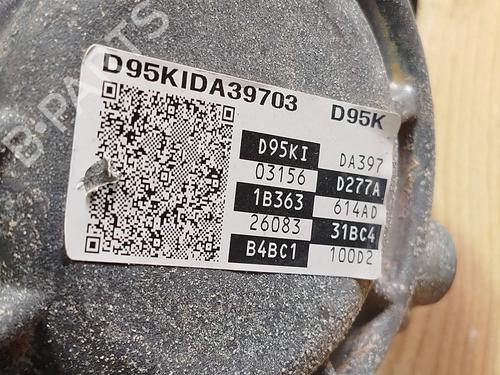 D95KIDA39703 D95K
D95KI DA397
03156 D277A
1B363 614AD
26083 31BC4
B4BC1 100D2
B-PARTS